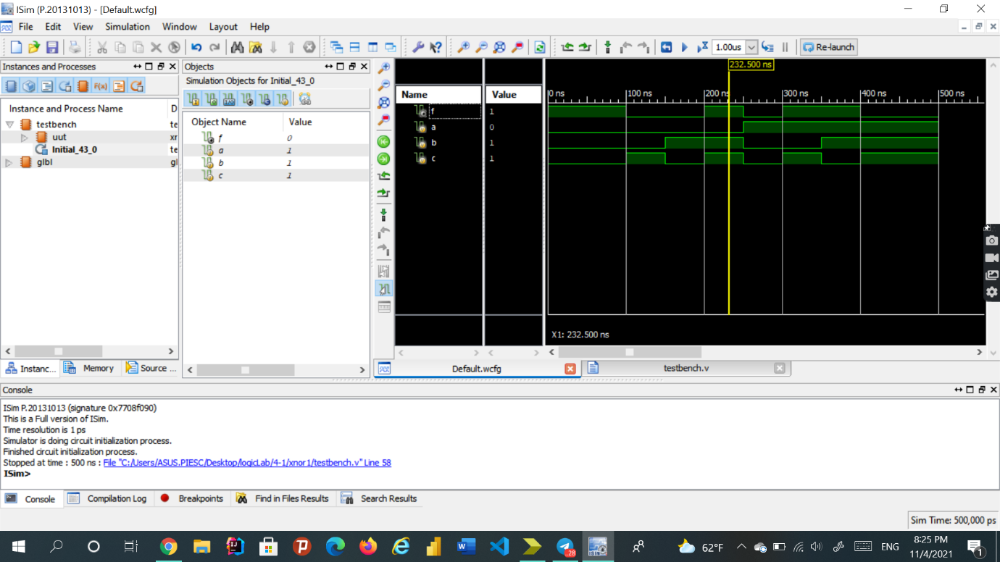 ISim (P.20131013) - [Default.wcfg]
File Edit View Simulation Window Layout Help
1.00us Re-launch
Instances and Processes
Instance and Process Name D
testbench te
uut xr
Initial_43_0 te
glbl gl
Instanc... Memory Source ...
Objects
Simulation Objects for Initial_43_0
Object Name Value
f 0
a 1
b 1
c 1
Name Value
f 1
a 0
b 1
c 1
232.500 ns
0 ns 100 ns 200 ns 300 ns 400 ns 500 ns
X1: 232.500 ns
Default.wcfg testbench.v
Console
ISim P.20131013 (signature 0x7708f090)
This is a Full version of ISim.
Time resolution is 1 ps
Simulator is doing circuit initialization process.
Finished circuit initialization process.
Stopped at time : 500 ns : File "C:/Users/ASUS.PIESC/Desktop/logicLab/4-1/xnor1/testbench.v" Line 58
ISim>
Console Compilation Log Breakpoints Find in Files Results Search Results
Sim Time: 500,000 ps
62°F ENG 8:25 PM
11/4/2021